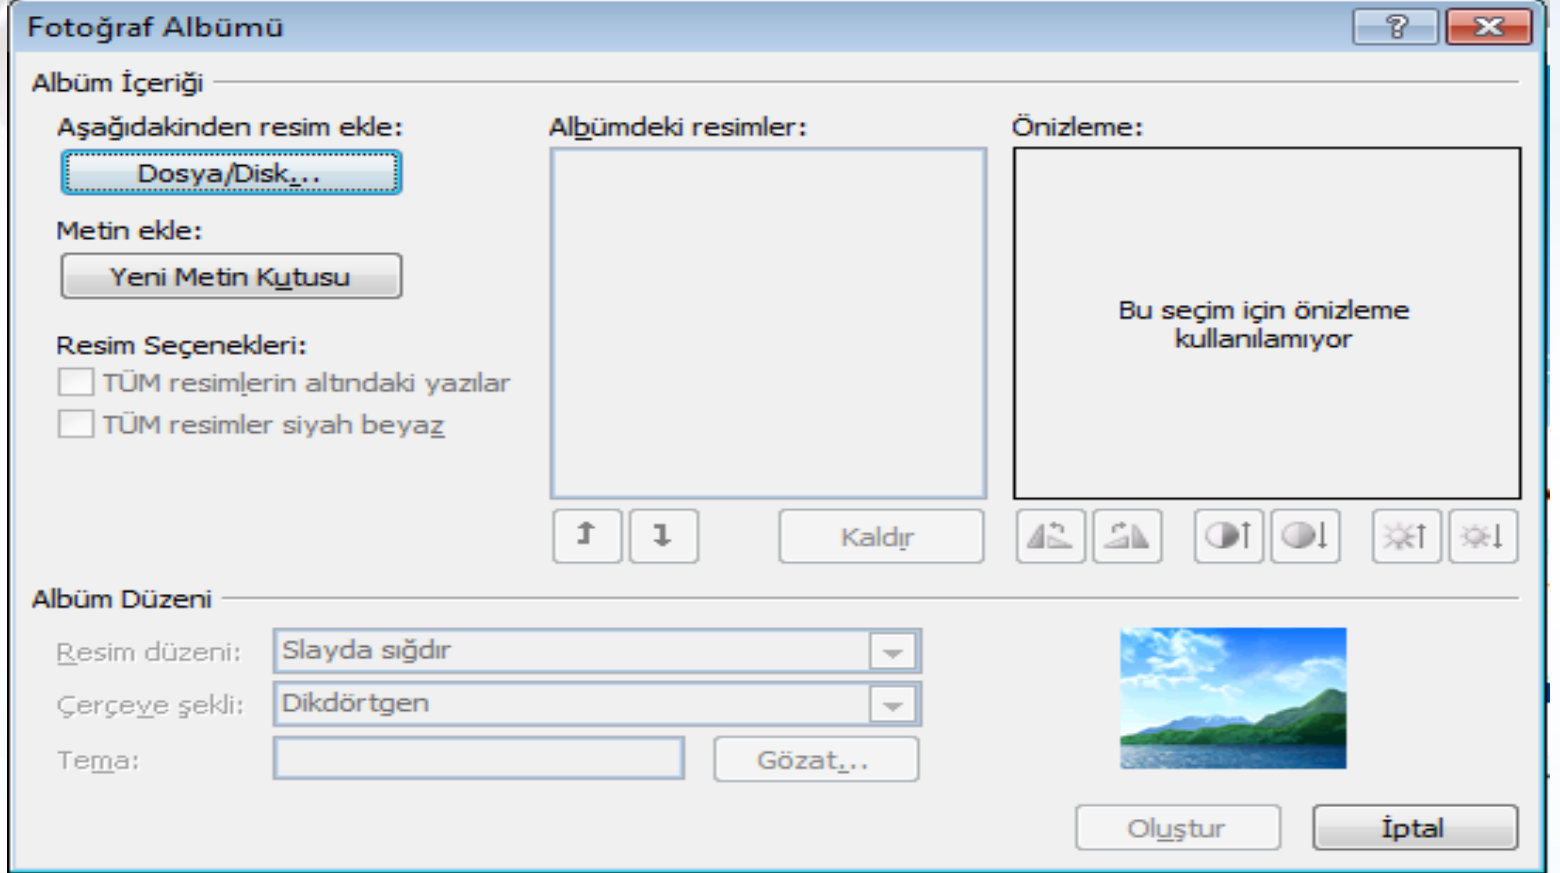 Fotoğraf Albümü
Albüm İçeriği
Aşağıdakinden resim ekle:
Dosya/Disk...
Metin ekle:
Yeni Metin Kutusu
Resim Seçenekleri:
TÜM resimlerin altındaki yazılar
TÜM resimler siyah beyaz
Albümdeki resimler:
Kaldır
Önizleme:
Bu seçim için önizleme
kullanılamıyor
Albüm Düzeni
Resim düzeni: Slayda sığdır
Çerçeve şekli: Dikdörtgen
Tema:
Gözat...
Oluştur
İptal